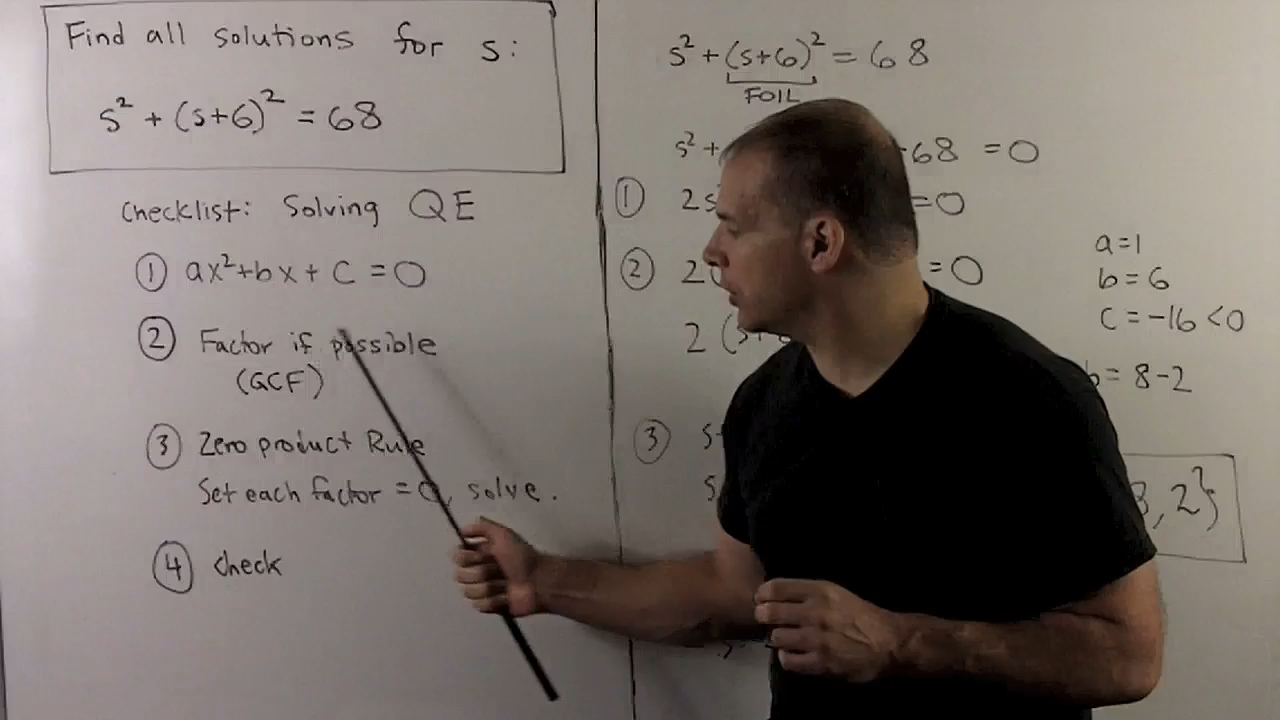 Find all solutions for s:
s² + (s+6)² = 68
Checklist: Solving QE
① ax²+bx + c = 0
② Factor if possible
(GCF)
③ Zero product Rule
Set each factor = 0, solve.
④ Check
s² + (s+6)² = 68
FOIL
s² + 68 = 0
① 2s = 0
② 2( = 0
2 (s+
③ s
s
a=1
b=6
c=-16<0
b = 8-2
, 2}